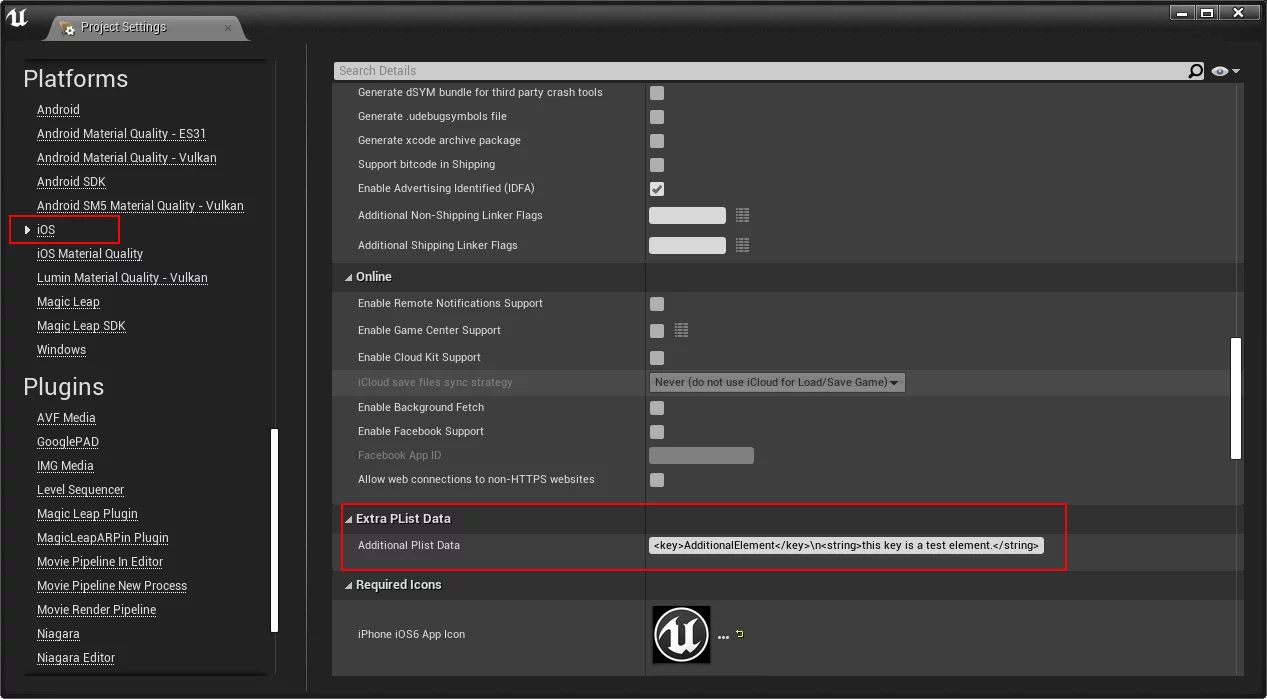 Project Settings
Platforms
Android
Android Material Quality - ES31
Android Material Quality - Vulkan
Android SDK
Android SM5 Material Quality - Vulkan
iOS
iOS Material Quality
Lumin Material Quality - Vulkan
Magic Leap
Magic Leap SDK
Windows
Plugins
AVF Media
GooglePAD
IMG Media
Level Sequencer
Magic Leap Plugin
MagicLeapARPin Plugin
Movie Pipeline In Editor
Movie Pipeline New Process
Movie Render Pipeline
Niagara
Niagara Editor
Search Details
Generate dSYM bundle for third party crash tools
Generate .udebugsymbols file
Generate xcode archive package
Support bitcode in Shipping
Enable Advertising Identified (IDFA)
Additional Non-Shipping Linker Flags
Additional Shipping Linker Flags
Online
Enable Remote Notifications Support
Enable Game Center Support
Enable Cloud Kit Support
iCloud save files sync strategy Never (do not use iCloud for Load/Save Game)
Enable Background Fetch
Enable Facebook Support
Facebook App ID
Allow web connections to non-HTTPS websites
Extra PList Data
Additional Plist Data <key>AdditionalElement</key>\n<string>this key is a test element.</string>
Required Icons
iPhone iOS6 App Icon